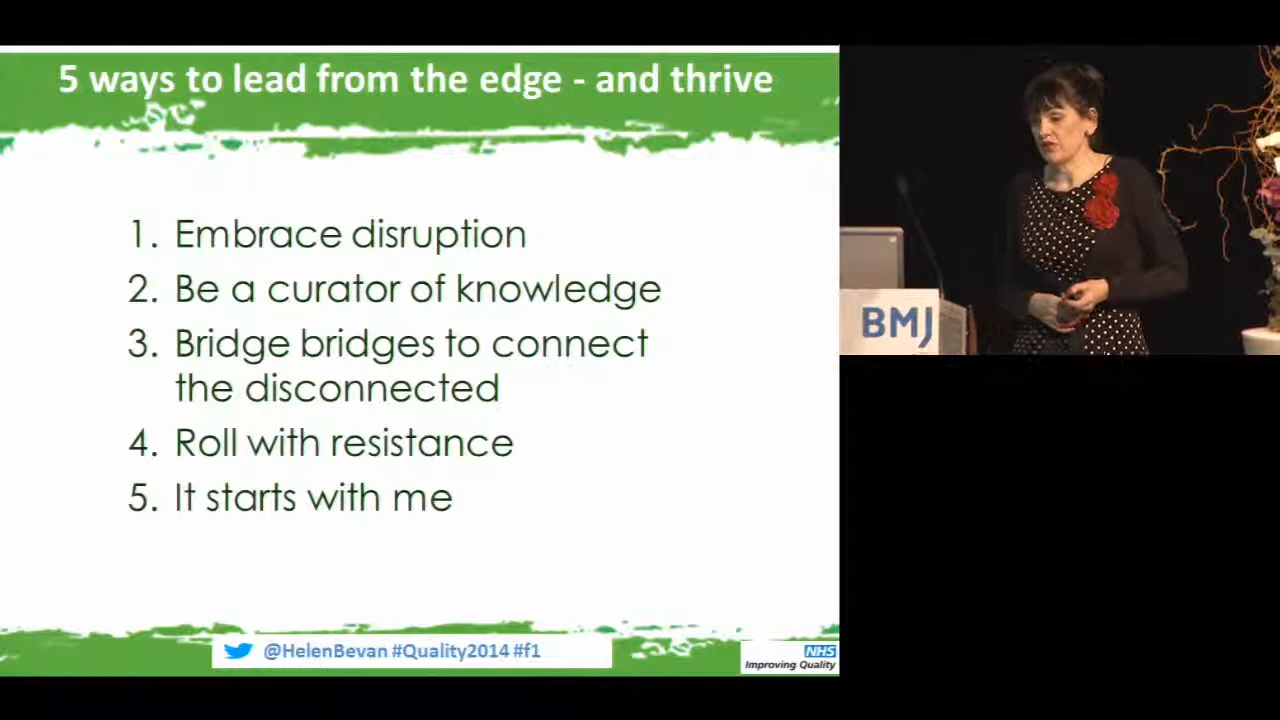 5 ways to lead from the edge - and thrive
1. Embrace disruption
2. Be a curator of knowledge
3. Bridge bridges to connect
the disconnected
4. Roll with resistance
5. It starts with me
@HelenBevan #Quality2014 #f1
NHS
Improving Quality
BMJ